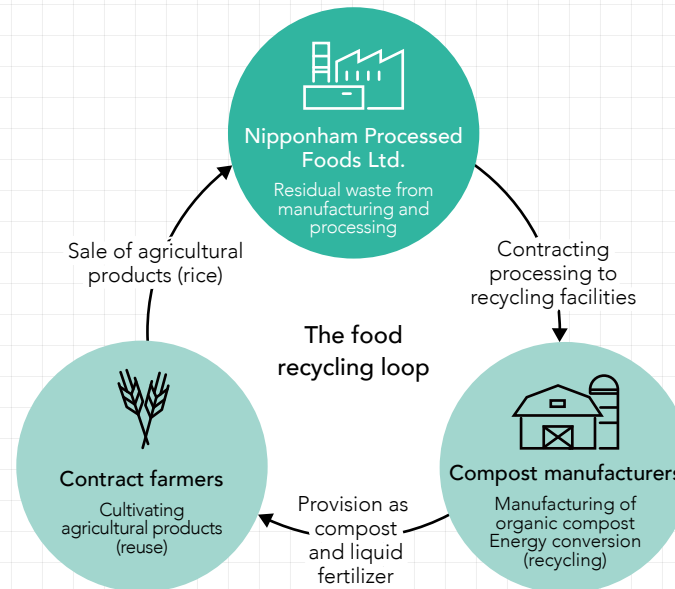 Nipponham Processed
Foods Ltd.
Residual waste from
manufacturing and
processing
Sale of agricultural
products (rice)
Contracting
processing to
recycling facilities
The food
recycling loop
Contract farmers
Cultivating
agricultural products
(reuse)
Provision as
compost
and liquid
fertilizer
Compost manufacturers
Manufacturing of
organic compost
Energy conversion
(recycling)